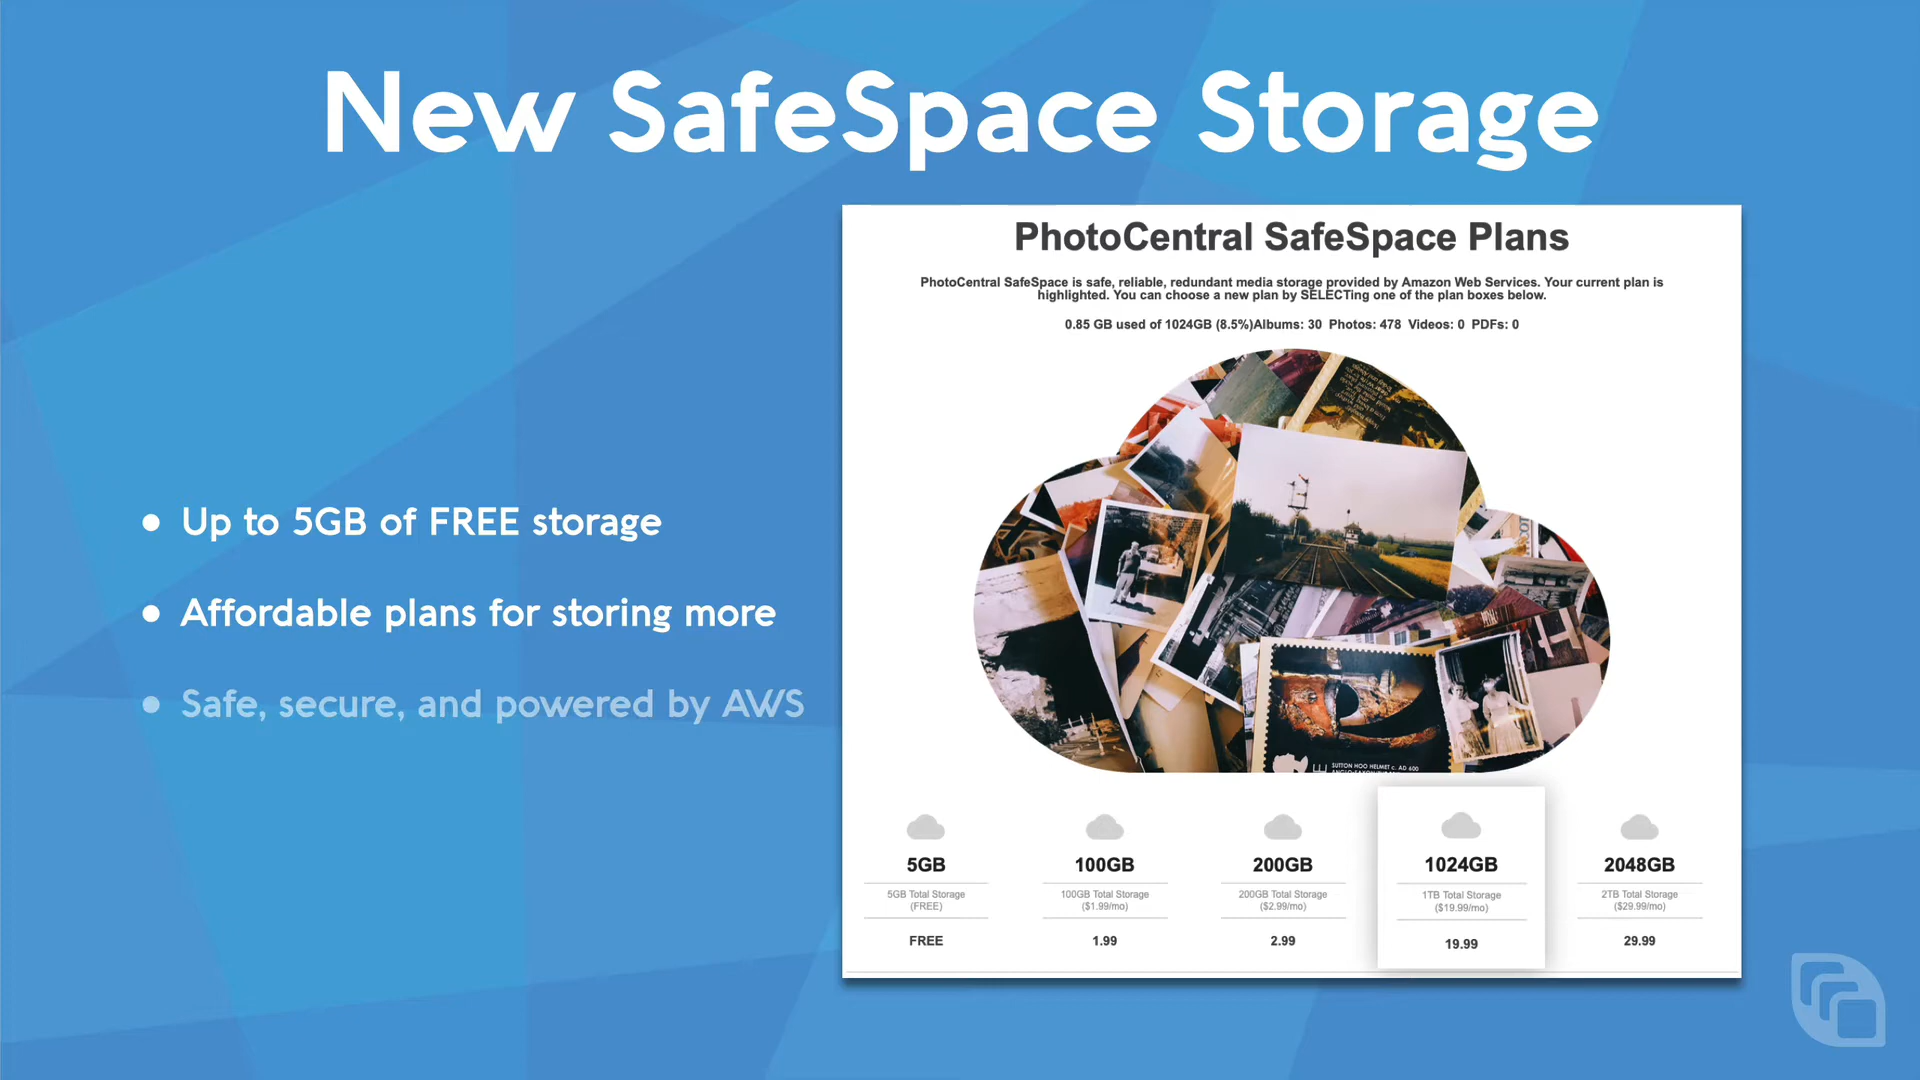 New SafeSpace Storage
• Up to 5GB of FREE storage
• Affordable plans for storing more
• Safe, secure, and powered by AWS
PhotoCentral SafeSpace Plans
PhotoCentral SafeSpace is safe, reliable, redundant media storage provided by Amazon Web Services. Your current plan is
highlighted. You can choose a new plan by SELECTing one of the plan boxes below.
0.85 GB used of 1024GB (8.5%)Albums: 30 Photos: 478 Videos: 0 PDFs: 0
SUTTON HOO HELMET c. AD 600
5GB
5GB Total Storage
(FREE)
FREE
100GB
100GB Total Storage
($1.99/mo)
1.99
200GB
200GB Total Storage
($2.99/mo)
2.99
1024GB
1TB Total Storage
($19.99/mo)
19.99
2048GB
2TB Total Storage
($29.99/mo)
29.99